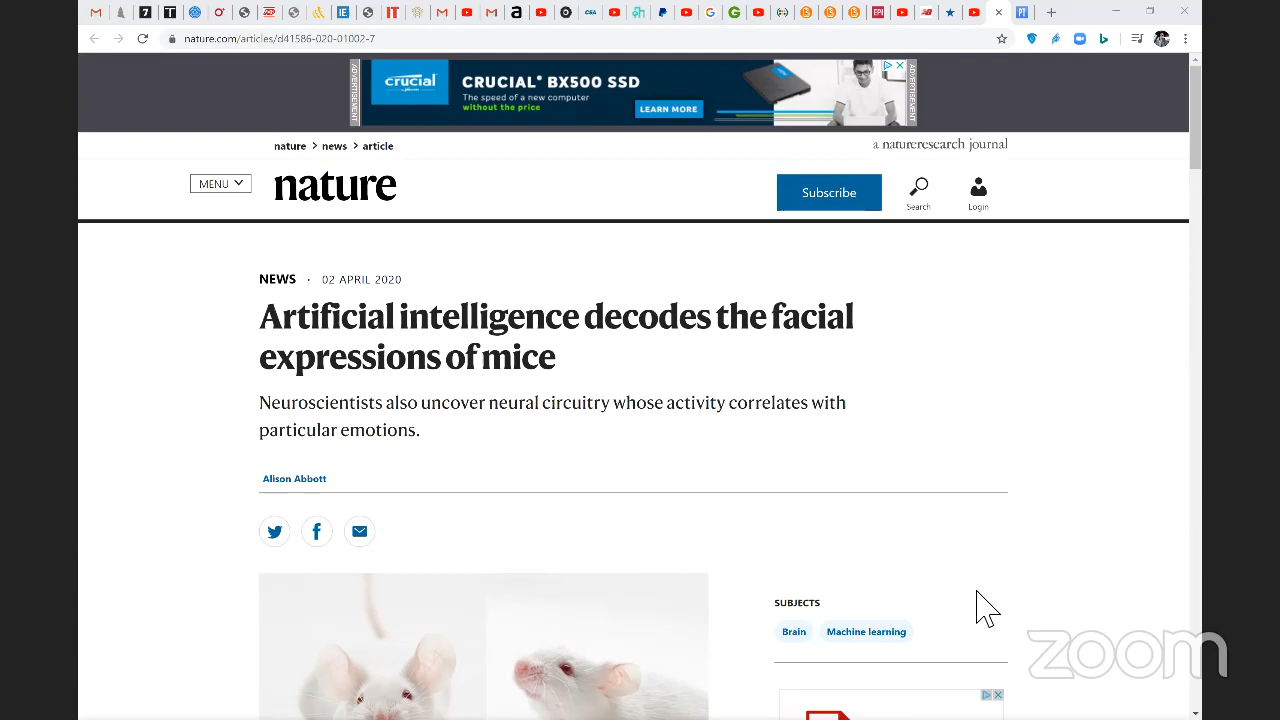 nature.com/articles/d41586-020-01002-7
ADVERTISEMENT
crucial
CRUCIAL® BX500 SSD
The speed of a new computer
without the price
LEARN MORE
ADVERTISEMENT
nature > news > article
a natureresearch journal
MENU
nature
Subscribe
Search
Login
NEWS · 02 APRIL 2020
Artificial intelligence decodes the facial
expressions of mice
Neuroscientists also uncover neural circuitry whose activity correlates with
particular emotions.
Alison Abbott
SUBJECTS
Brain
Machine learning
zoom